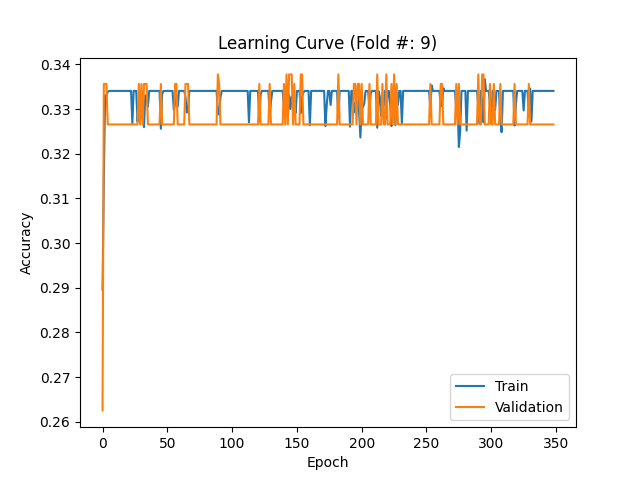 Learning Curve (Fold #: 9)
0.34
0.33
0.32
0.31
0.30
0.29
0.28
0.27
0.26
Accuracy
0 50 100 150 200 250 300 350
Epoch
Train
Validation